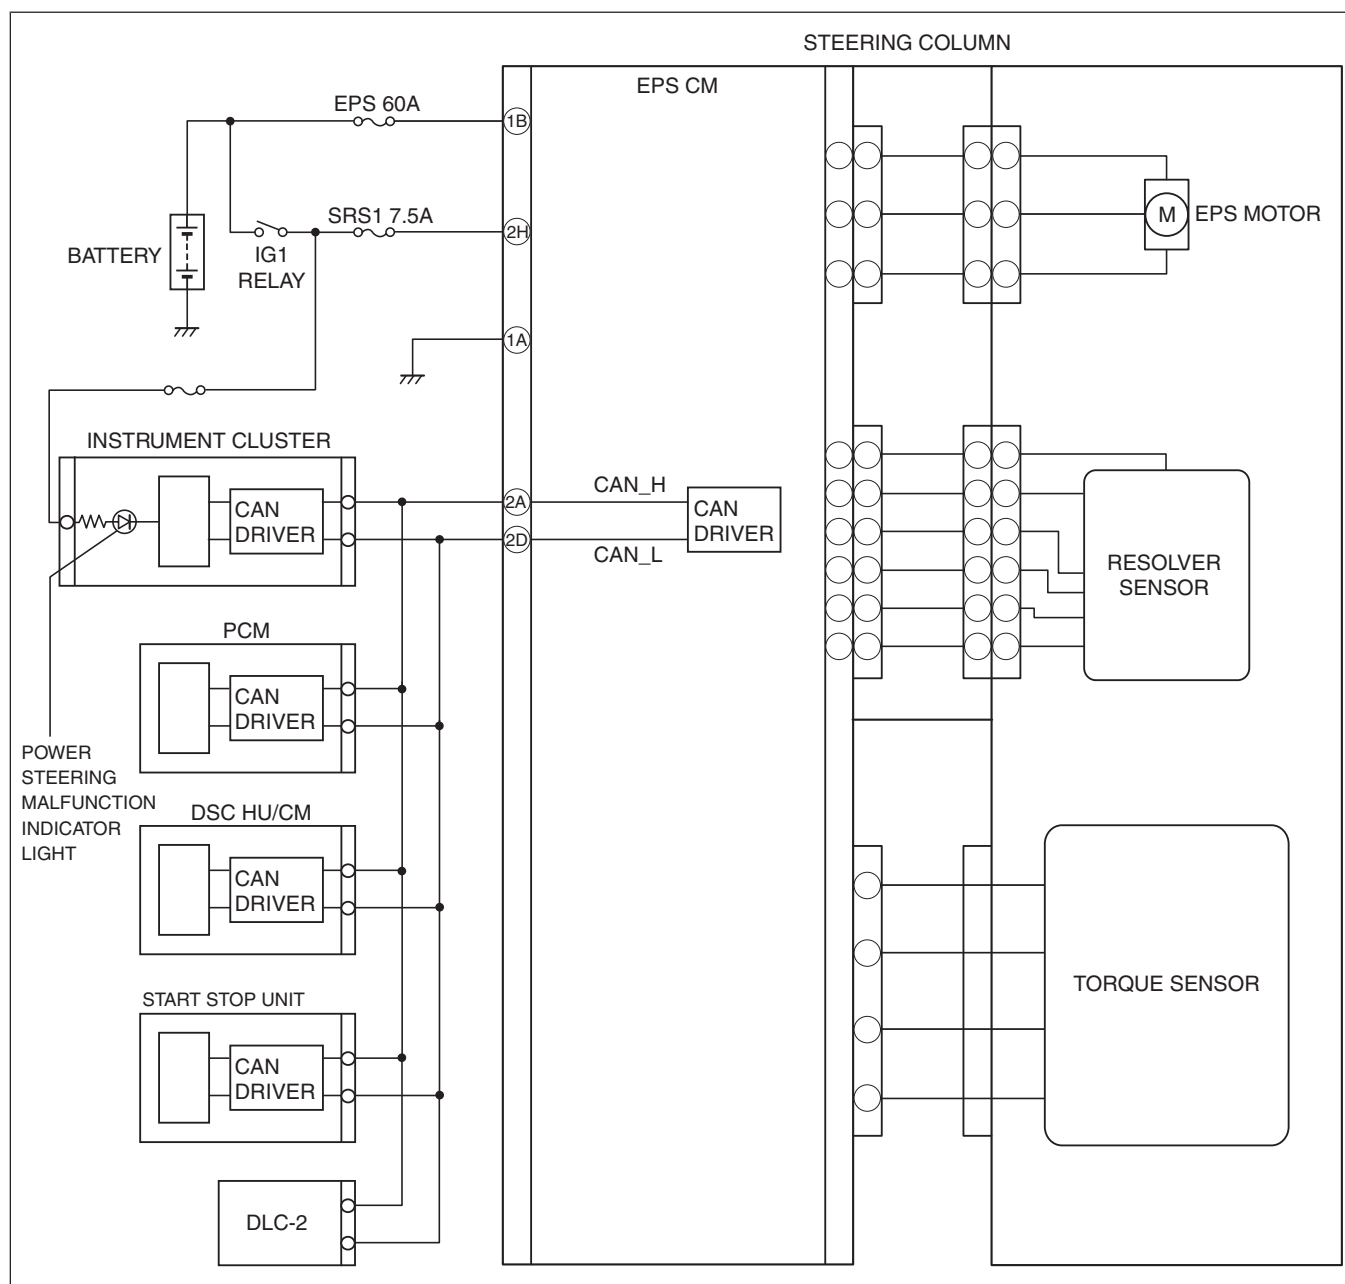 STEERING COLUMN
EPS CM
EPS 60A
1B
SRS1 7.5A
2H
BATTERY
IG1
RELAY
M
EPS MOTOR
1A
INSTRUMENT CLUSTER
CAN
DRIVER
2A
CAN_H
CAN
DRIVER
2D
CAN_L
RESOLVER
SENSOR
PCM
CAN
DRIVER
POWER
STEERING
MALFUNCTION
INDICATOR
LIGHT
DSC HU/CM
CAN
DRIVER
TORQUE SENSOR
START STOP UNIT
CAN
DRIVER
DLC-2